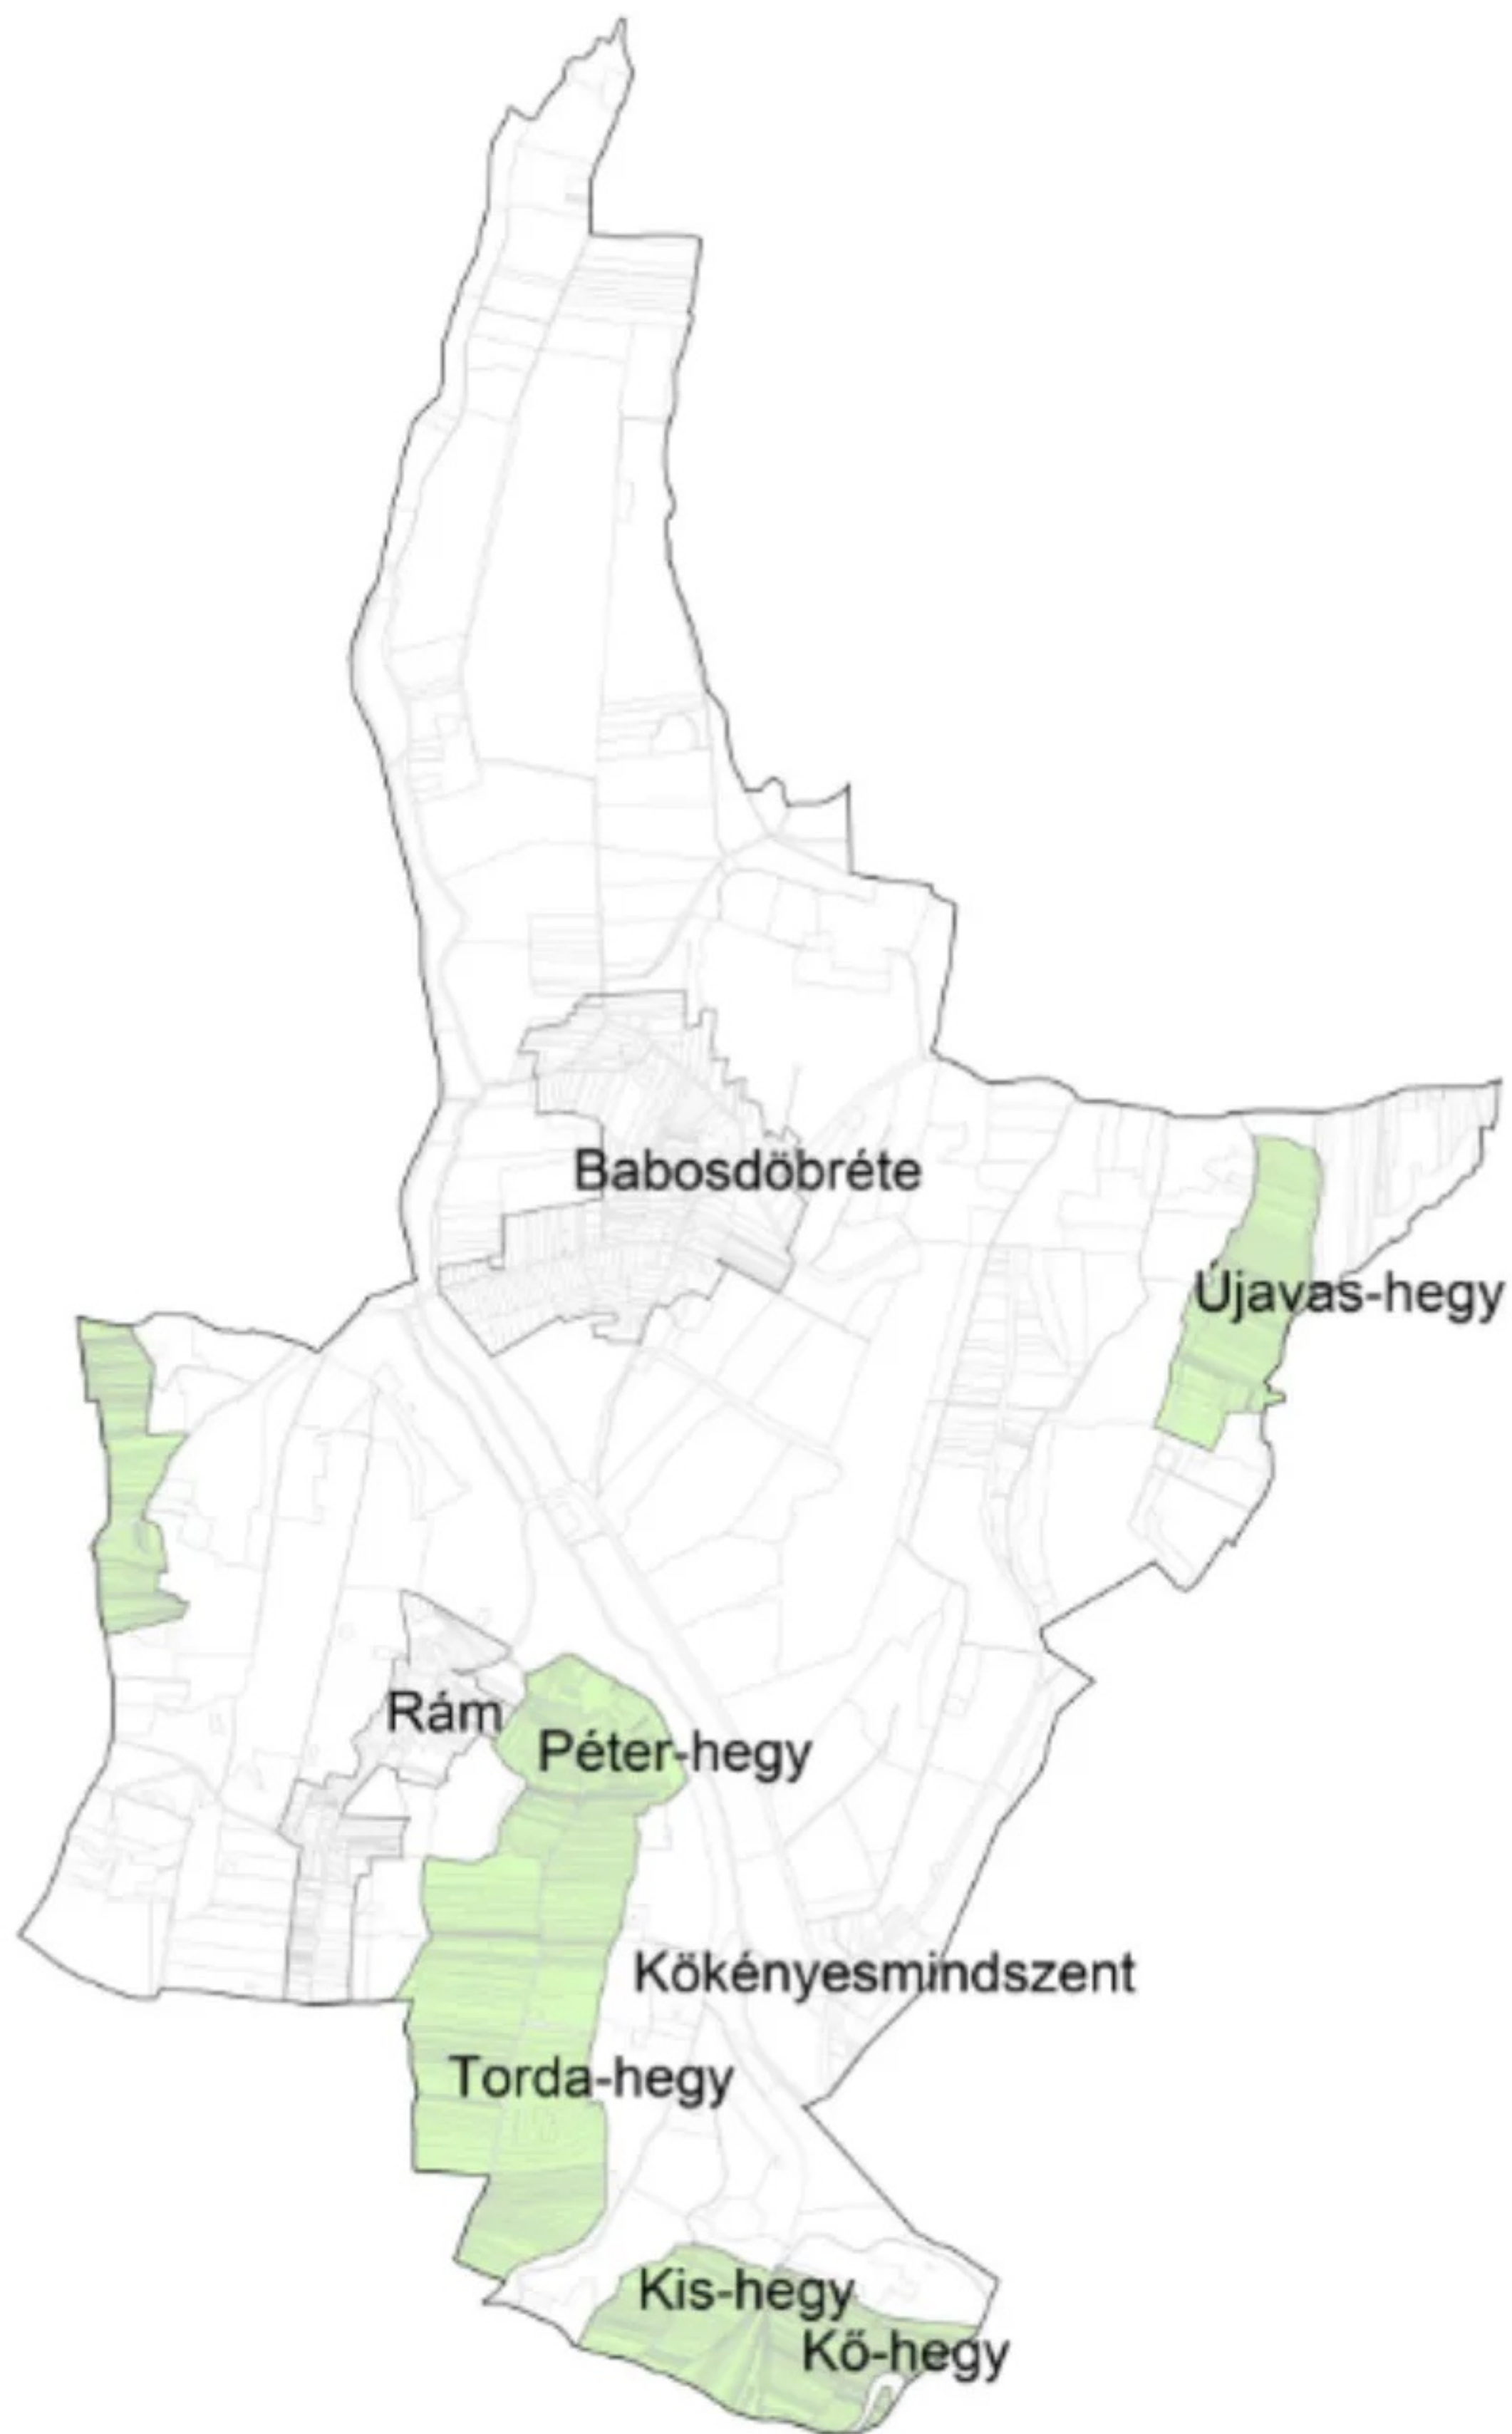 Babosdöbréte
Újavas-hegy
Rám
Péter-hegy
Kökényesmindszent
Torda-hegy
Kis-hegy
Kő-hegy